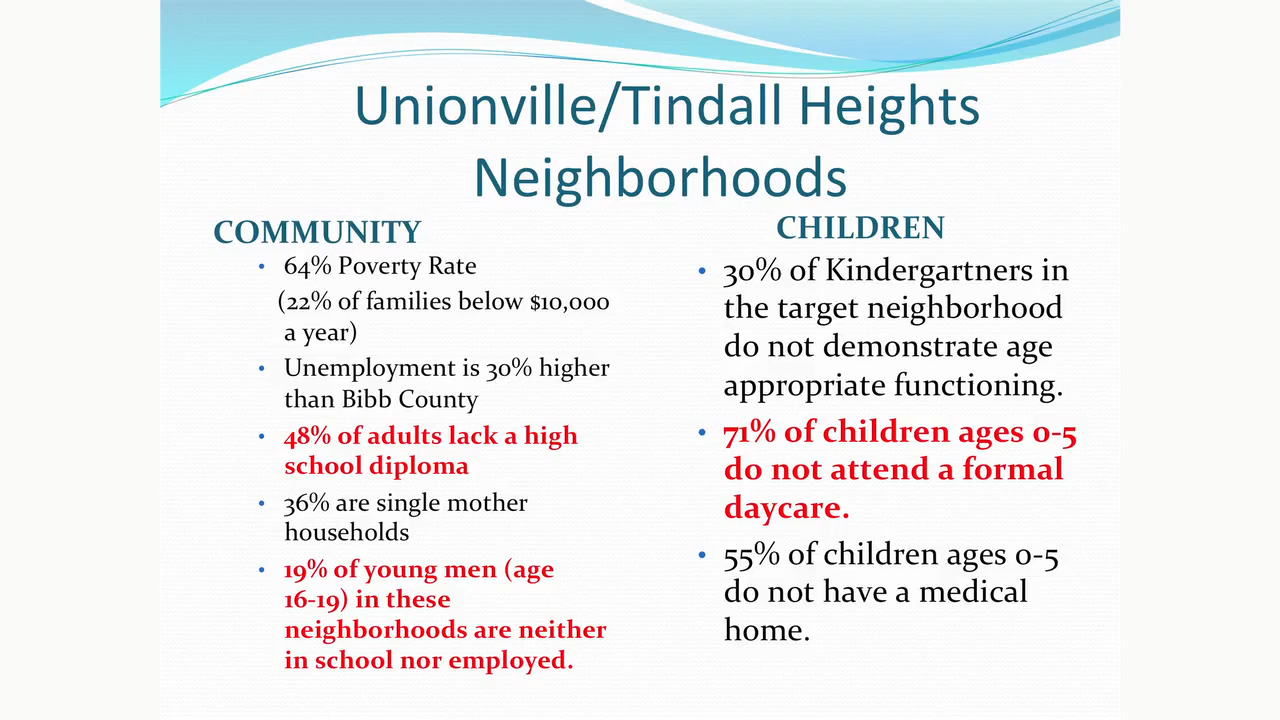 Unionville/Tindall Heights
Neighborhoods
COMMUNITY
• 64% Poverty Rate
(22% of families below $10,000
a year)
• Unemployment is 30% higher
than Bibb County
• 48% of adults lack a high
school diploma
• 36% are single mother
households
• 19% of young men (age
16-19) in these
neighborhoods are neither
in school nor employed.
CHILDREN
• 30% of Kindergartners in
the target neighborhood
do not demonstrate age
appropriate functioning.
• 71% of children ages 0-5
do not attend a formal
daycare.
• 55% of children ages 0-5
do not have a medical
home.